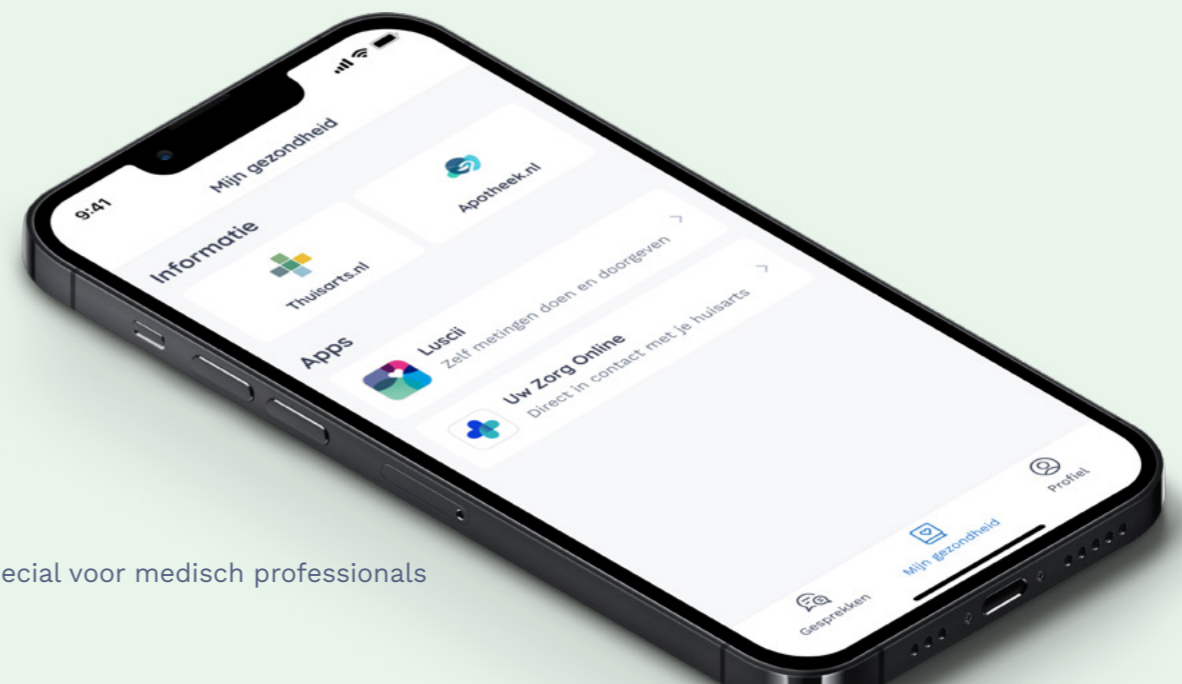 9:41
Mijn gezondheid
Informatie
Thuisarts.nl
Apotheek.nl
Apps
Luscii
Zelf metingen doen en doorgeven
Uw Zorg Online
Direct in contact met je huisarts
Gesprekken
Mijn gezondheid
Profiel
ecial voor medisch professionals